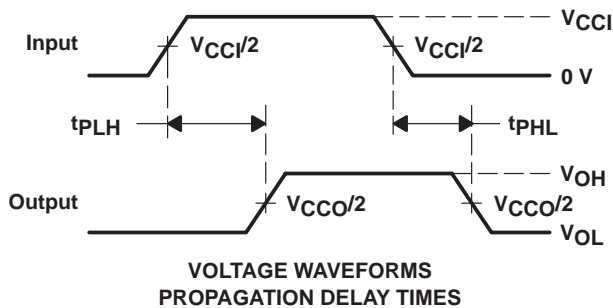 VCCI
Input
VCCI/2
VCCI/2
0 V
tPLH
tPHL
VOH
Output
VCCO/2
VCCO/2
VOL
VOLTAGE WAVEFORMS
PROPAGATION DELAY TIMES